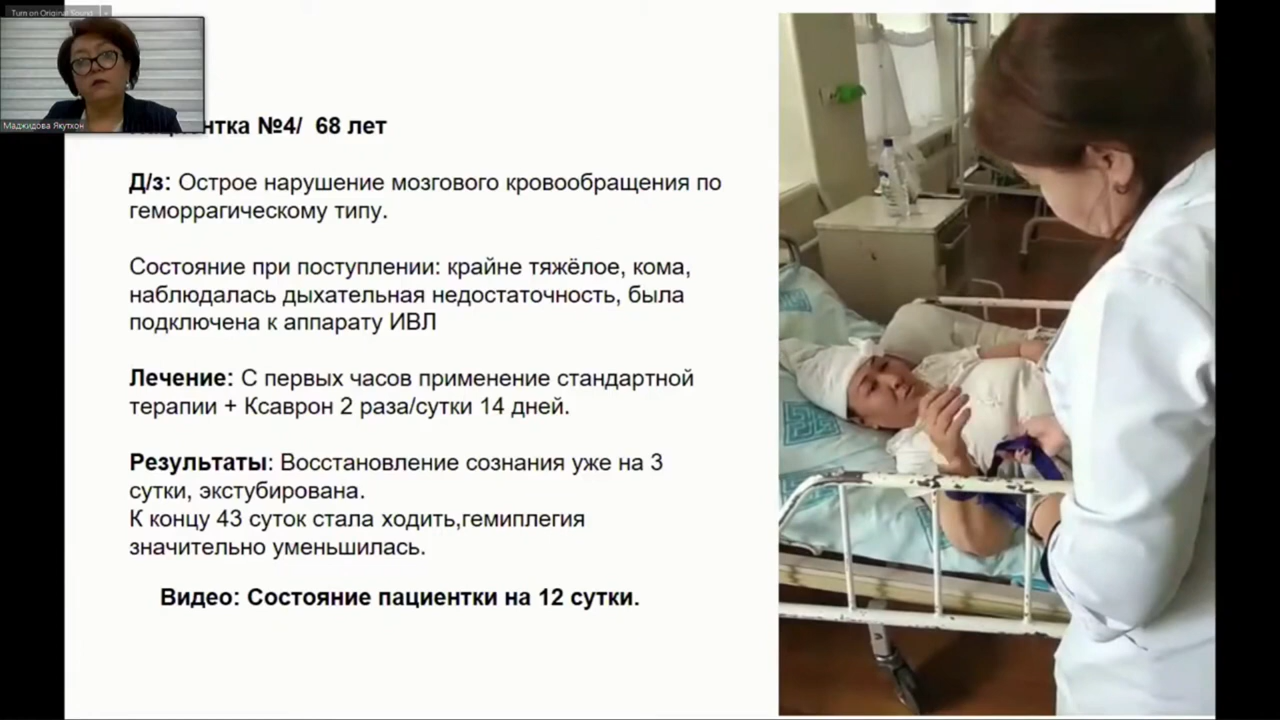 Turn on Original Sound
Маджидова Якутхон
нтка №4/ 68 лет
Д/з: Острое нарушение мозгового кровообращения по
геморрагическому типу.
Состояние при поступлении: крайне тяжёлое, кома,
наблюдалась дыхательная недостаточность, была
подключена к аппарату ИВЛ
Лечение: С первых часов применение стандартной
терапии + Ксаврон 2 раза/сутки 14 дней.
Результаты: Восстановление сознания уже на 3
сутки, экстубирована.
К концу 43 суток стала ходить,гемиплегия
значительно уменьшилась.
Видео: Состояние пациентки на 12 сутки.